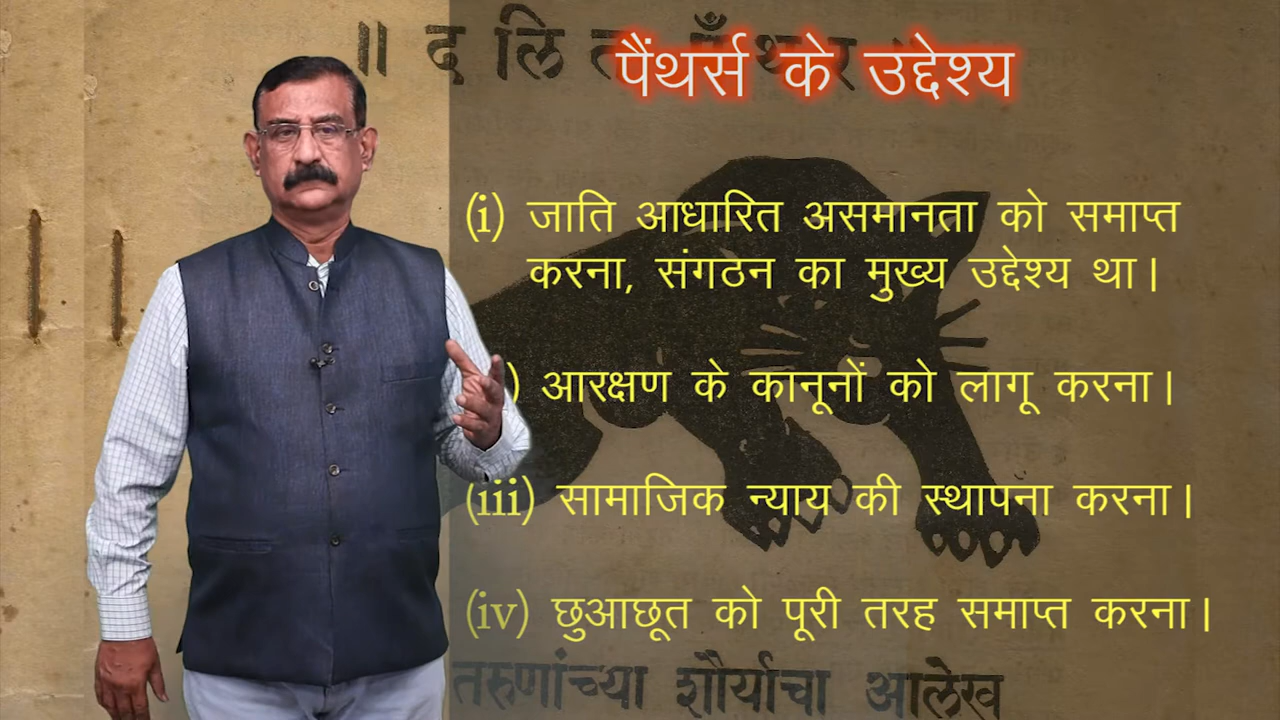 ॥ द लि त
पैंथर्स के उद्देश्य
(i) जाति आधारित असमानता को समाप्त
करना, संगठन का मुख्य उद्देश्य था।
) आरक्षण के कानूनों को लागू करना।
(iii) सामाजिक न्याय की स्थापना करना।
(iv) छुआछूत को पूरी तरह समाप्त करना।
तरुणांच्या शौर्याचा आलेख